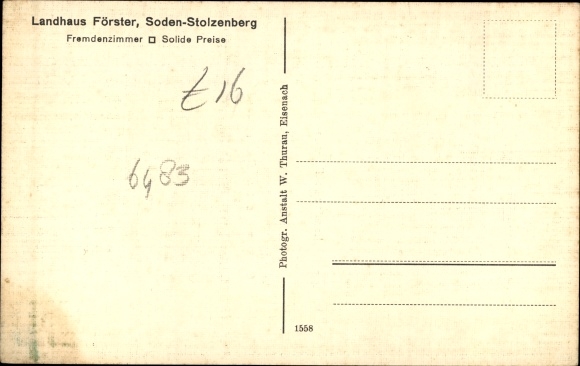 Landhaus Förster, Soden-Stolzenberg
Fremdenzimmer □ Solide Preise
£16
6483
Photogr. Anstalt W. Thurau, Eisenach
1558